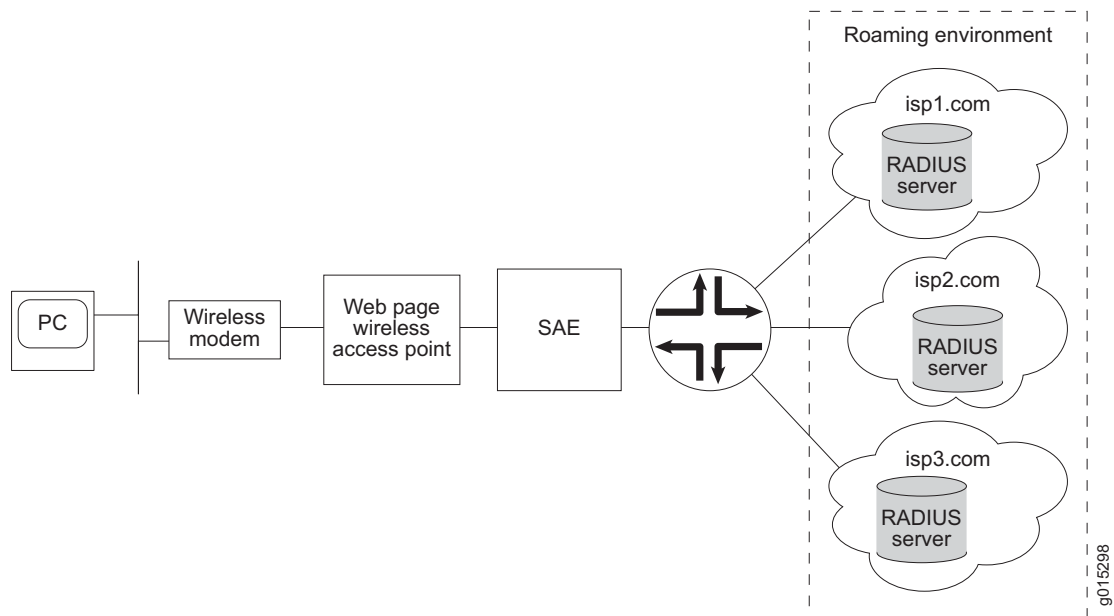 Roaming environment
isp1.com
RADIUS
server
isp2.com
RADIUS
server
isp3.com
RADIUS
server
PC
Wireless
modem
Web page
wireless
access point
SAE
g015298